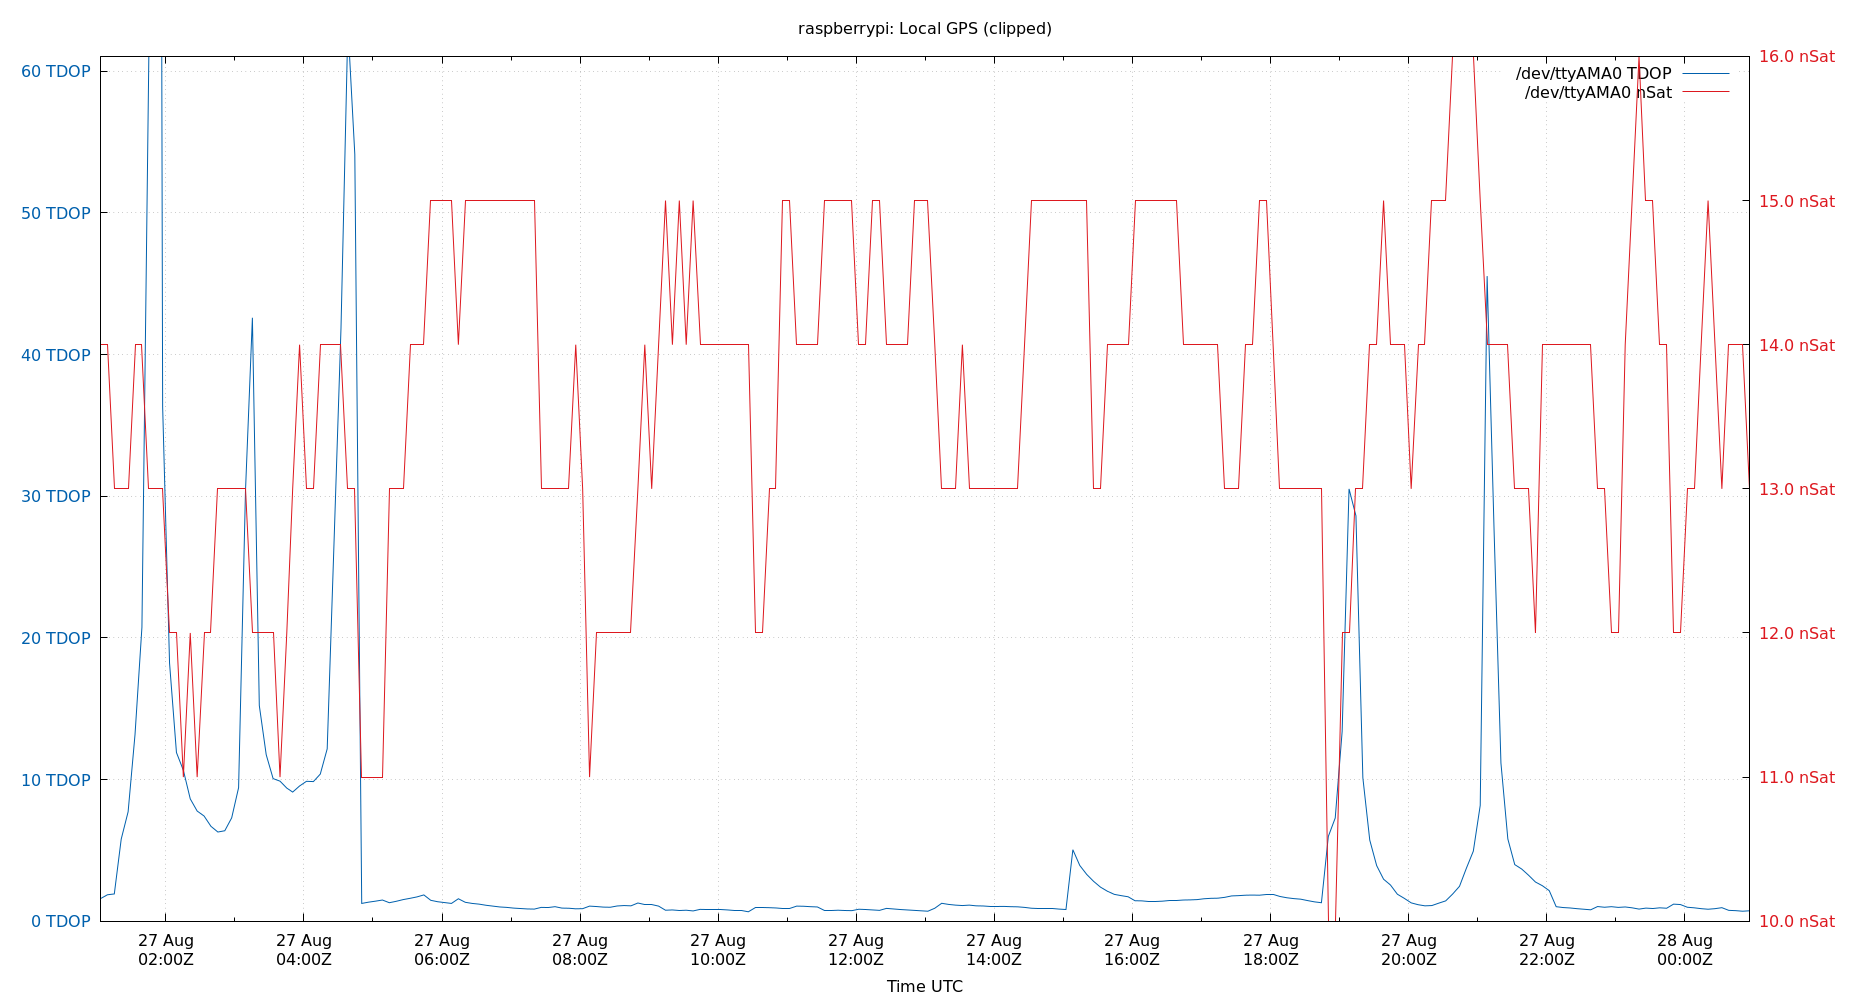 raspberrypi: Local GPS (clipped)
60 TDOP
50 TDOP
40 TDOP
30 TDOP
20 TDOP
10 TDOP
0 TDOP
16.0 nSat
15.0 nSat
14.0 nSat
13.0 nSat
12.0 nSat
11.0 nSat
10.0 nSat
/dev/ttyAMA0 TDOP
/dev/ttyAMA0 nSat
27 Aug
02:00Z
27 Aug
04:00Z
27 Aug
06:00Z
27 Aug
08:00Z
27 Aug
10:00Z
27 Aug
12:00Z
27 Aug
14:00Z
27 Aug
16:00Z
27 Aug
18:00Z
27 Aug
20:00Z
27 Aug
22:00Z
28 Aug
00:00Z
Time UTC